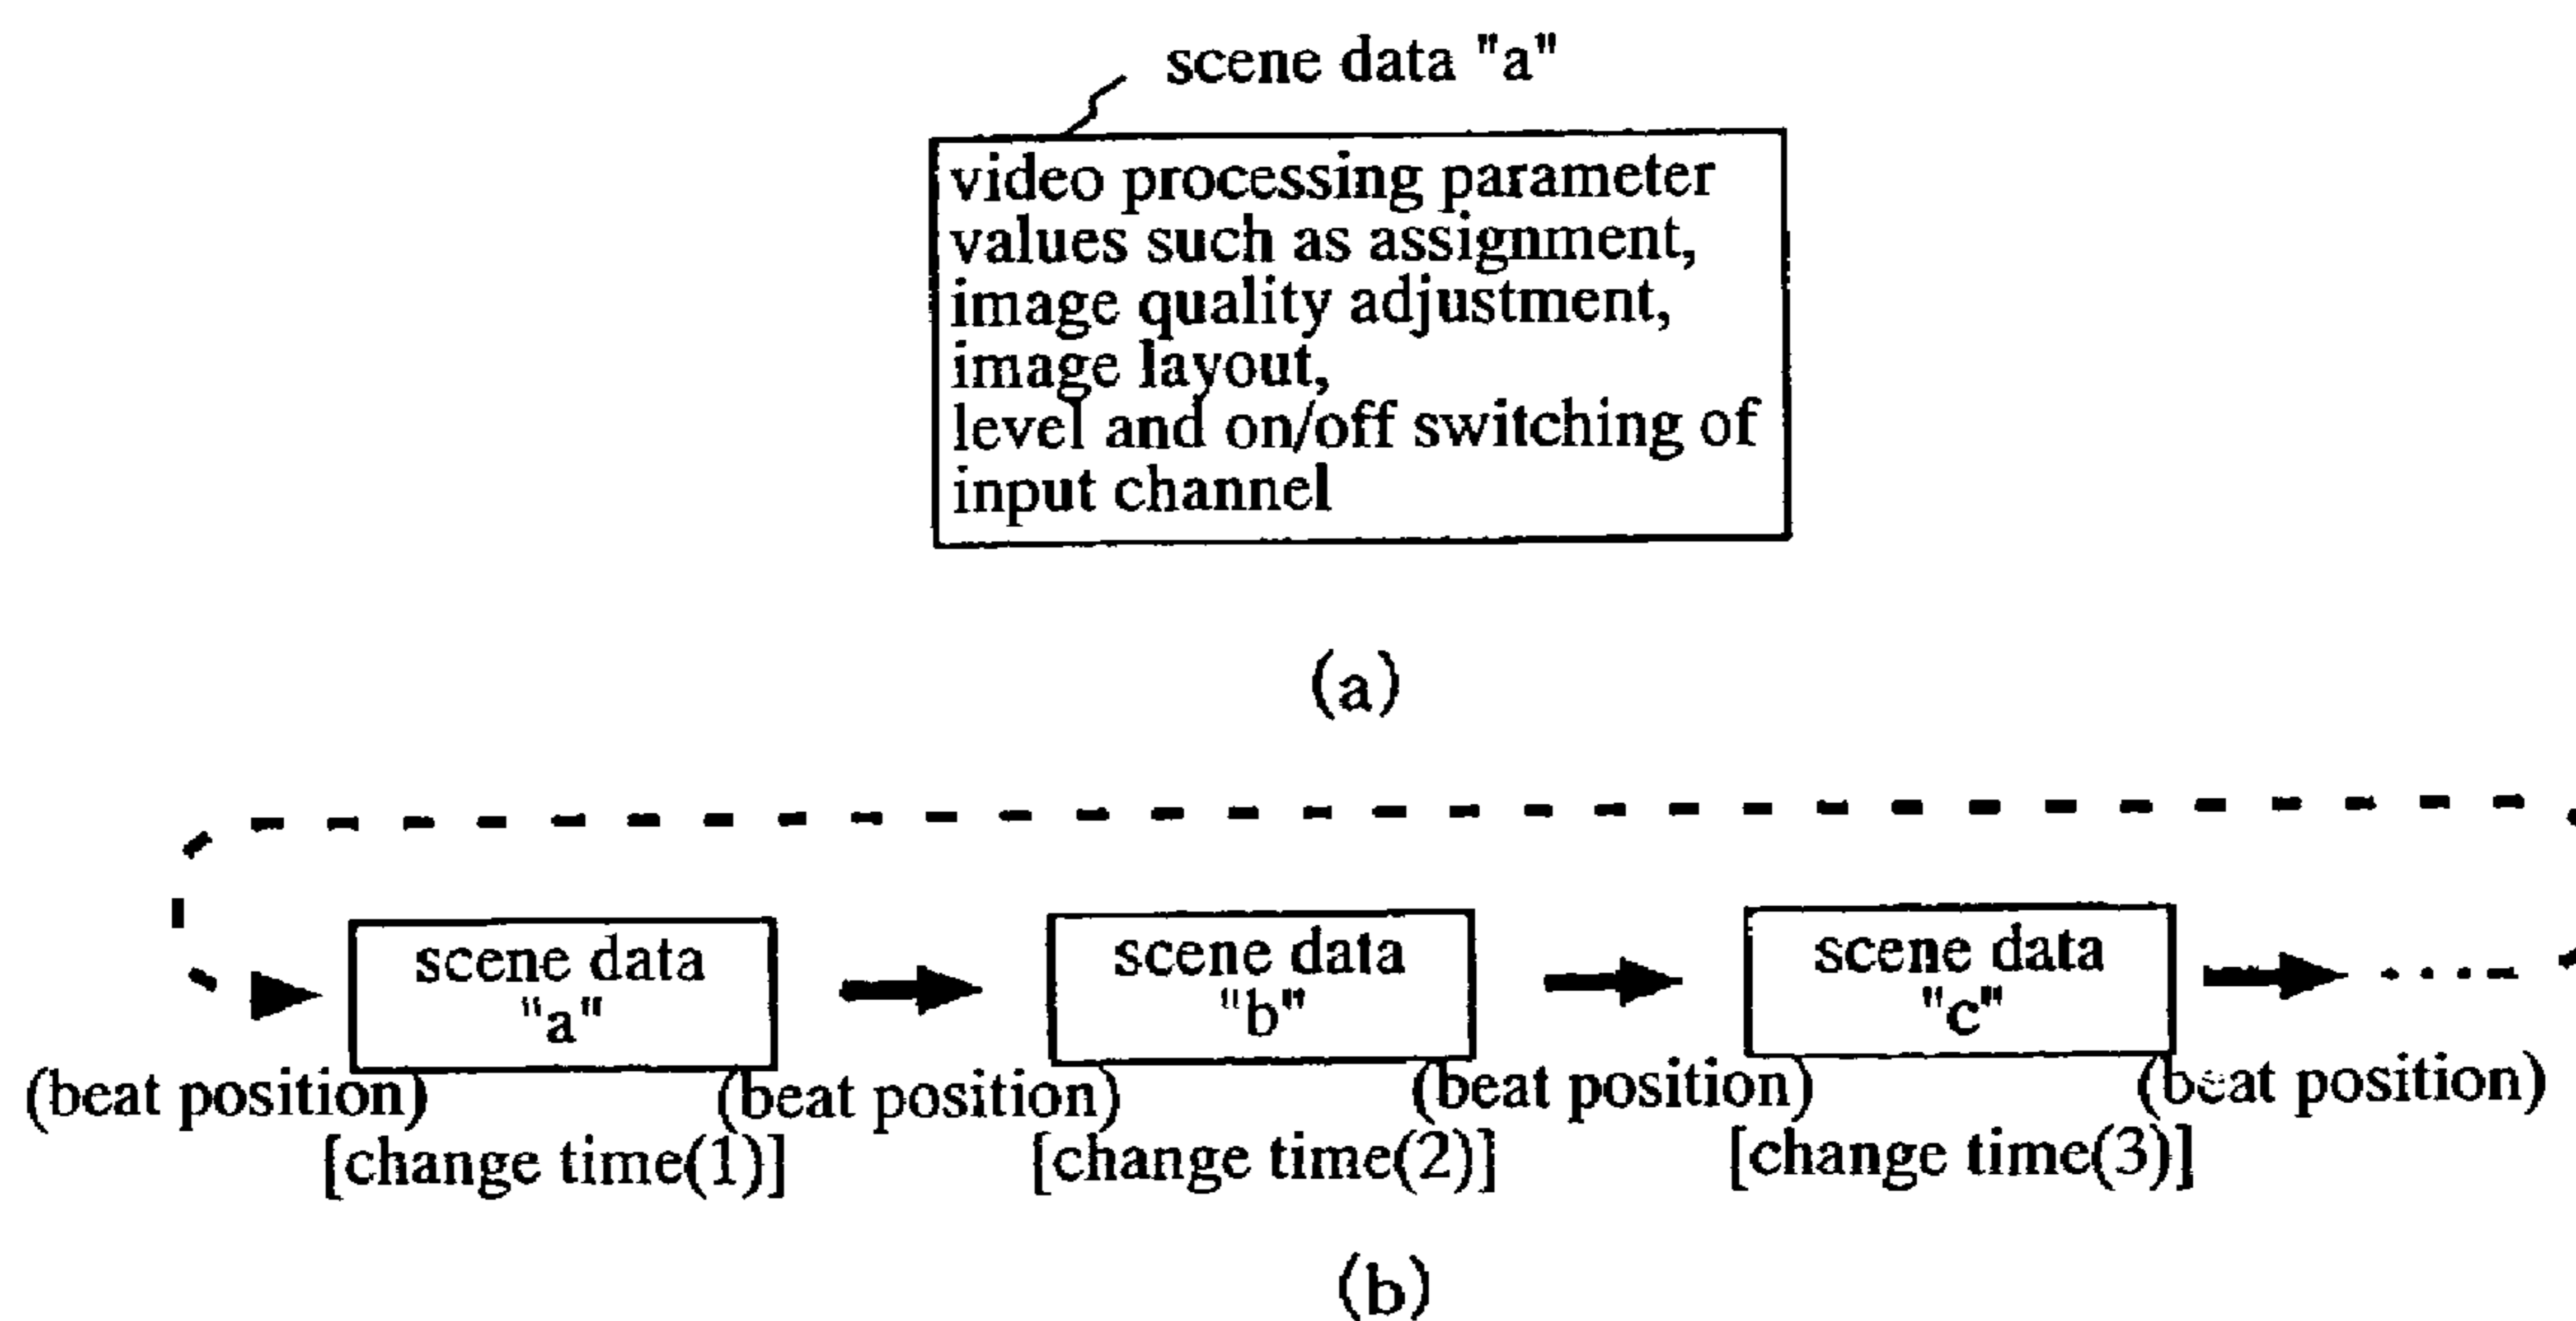 scene data "a"
video processing parameter
values such as assignment,
image quality adjustment,
image layout,
level and on/off switching of
input channel
(a)
scene data
"a"
scene data
"b"
scene data
"c"
(beat position)
(beat position)
(beat position)
(beat position)
[change time(1)]
[change time(2)]
[change time(3)]
(b)